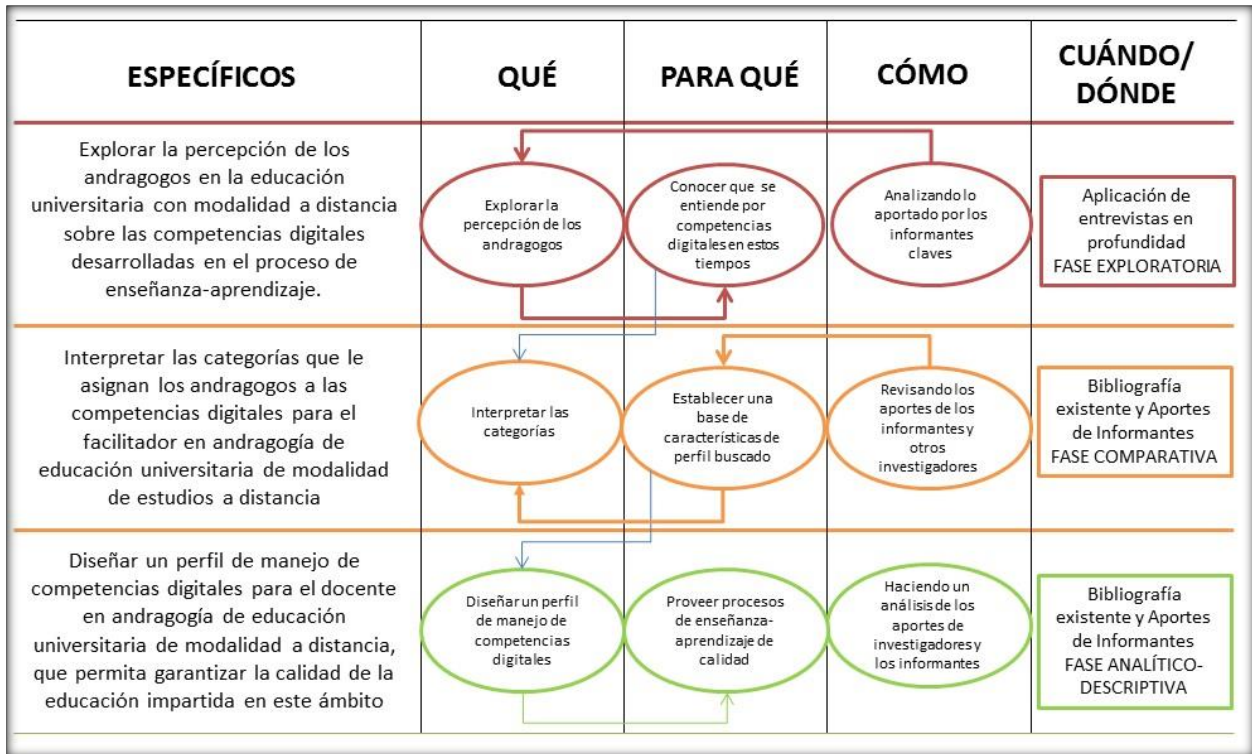 ESPECÍFICOS
QUÉ
PARA QUÉ
CÓMO
CUÁNDO/
DÓNDE
Explorar la percepción de los
andragogos en la educación
universitaria con modalidad a distancia
sobre las competencias digitales
desarrolladas en el proceso de
enseñanza-aprendizaje.
Explorar la
percepción de los
andragogos
Conocer que se
entiende por
competencias
digitales en estos
tiempos
Analizando lo
aportado por los
informantes
claves
Aplicación de
entrevistas en
profundidad
FASE EXPLORATORIA
Interpretar las categorías que le
asignan los andragogos a las
competencias digitales para el
facilitador en andragogía de
educación universitaria de modalidad
de estudios a distancia
Interpretar las
categorías
Establecer una
base de
características de
perfil buscado
Revisando los
aportes de los
informantes y
otros
investigadores
Bibliografía
existente y Aportes
de Informantes
FASE COMPARATIVA
Diseñar un perfil de manejo de
competencias digitales para el docente
en andragogía de educación
universitaria de modalidad a distancia,
que permita garantizar la calidad de la
educación impartida en este ámbito
Diseñar un perfil
de manejo de
competencias
digitales
Proveer procesos
de enseñanza-
aprendizaje de
calidad
Haciendo un
análisis de los
aportes de
investigadores y
los informantes
Bibliografía
existente y Aportes
de Informantes
FASE ANALÍTICO-
DESCRIPTIVA